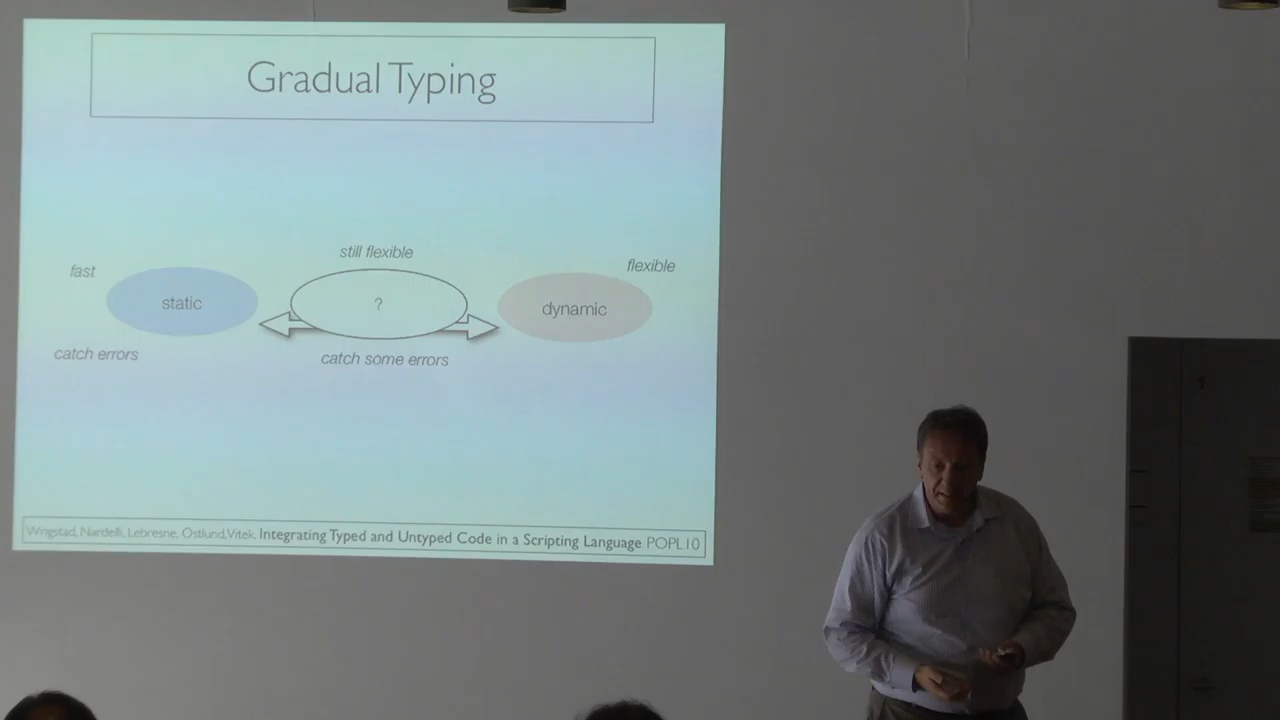 Gradual Typing
still flexible
fast
flexible
static
?
dynamic
catch errors
catch some errors
Wrigstad, Nardelli, Lebresne, Ostlund, Vitek, Integrating Typed and Untyped Code in a Scripting Language POPL10